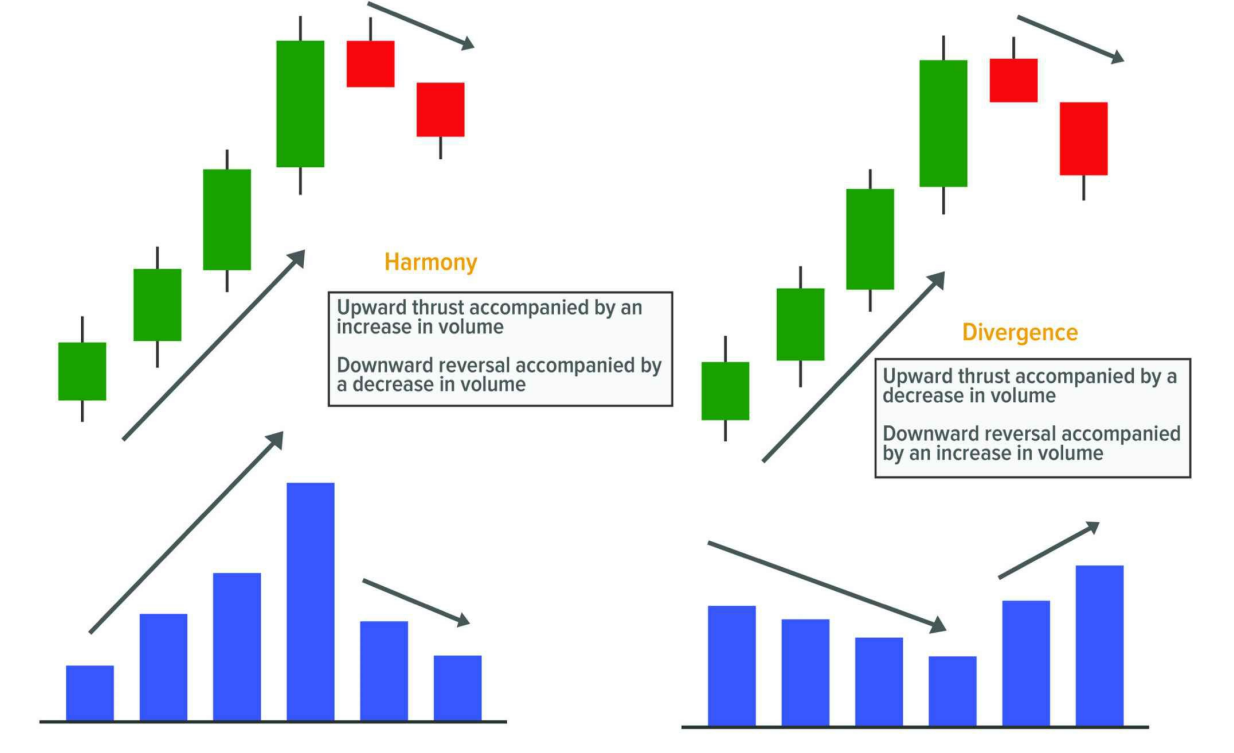 Harmony
Upward thrust accompanied by an
increase in volume
Downward reversal accompanied by
a decrease in volume
Divergence
Upward thrust accompanied by a
decrease in volume
Downward reversal accompanied
by an increase in volume